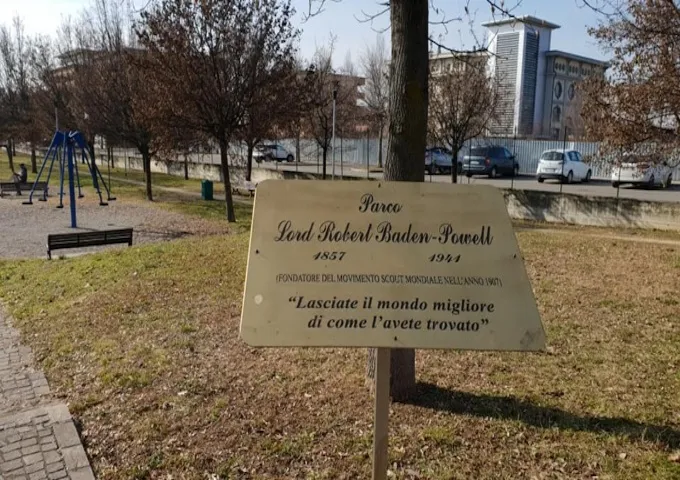 Parco
Lord Robert Baden-Powell
1857 1941
(FONDATORE DEL MOVIMENTO SCOUT MONDIALE NELL'ANNO 1907)
“Lasciate il mondo migliore
di come l'avete trovato”